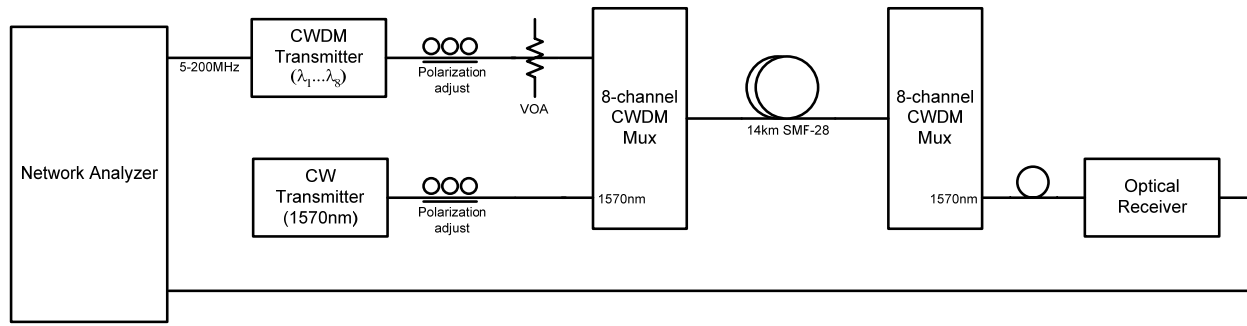 Network Analyzer
5-200MHz
CWDM
Transmitter
(λ1...λ8)
Polarization
adjust
VOA
8-channel
CWDM
Mux
1570nm
CW
Transmitter
(1570nm)
Polarization
adjust
14km SMF-28
8-channel
CWDM
Mux
1570nm
Optical
Receiver